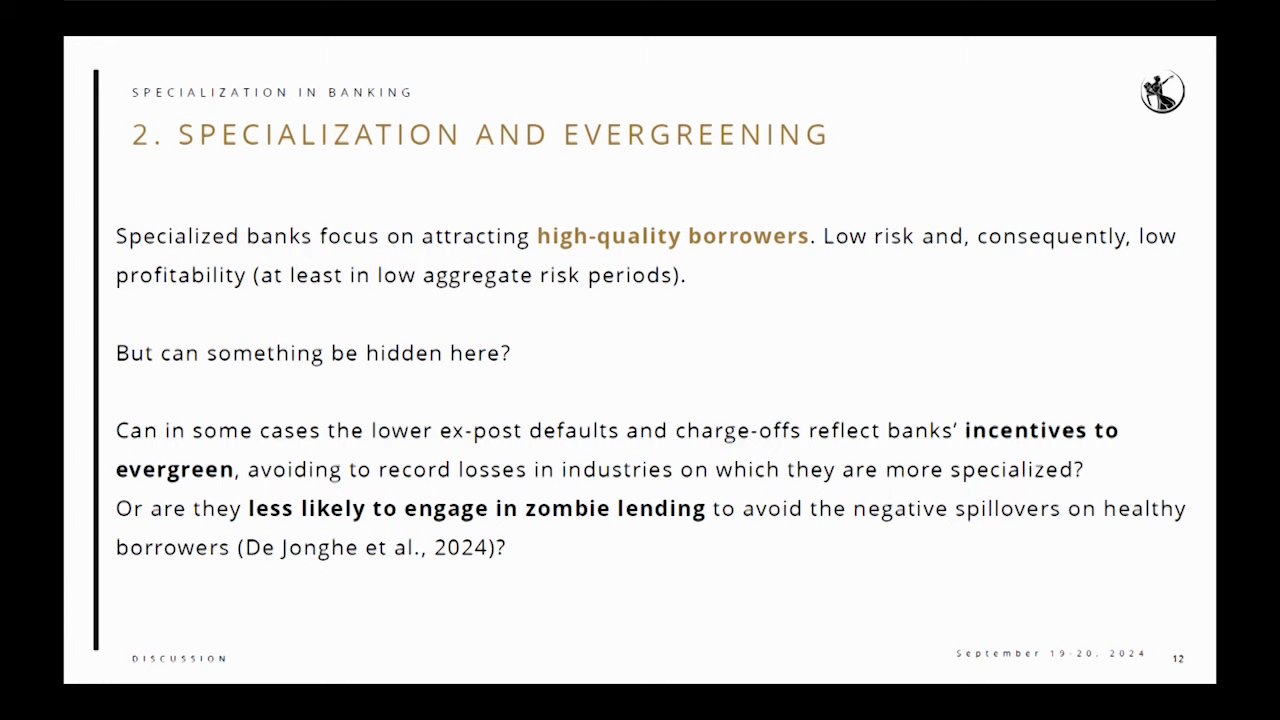 SPECIALIZATION IN BANKING
2. SPECIALIZATION AND EVERGREENING
Specialized banks focus on attracting high-quality borrowers. Low risk and, consequently, low
profitability (at least in low aggregate risk periods).
But can something be hidden here?
Can in some cases the lower ex-post defaults and charge-offs reflect banks’ incentives to
evergreen, avoiding to record losses in industries on which they are more specialized?
Or are they less likely to engage in zombie lending to avoid the negative spillovers on healthy
borrowers (De Jonghe et al., 2024)?
DISCUSSION
September 19-20, 2024
12